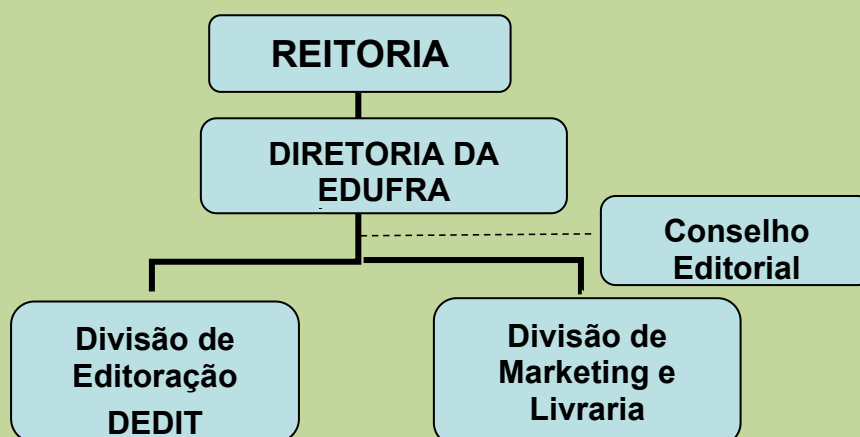 REITORIA
DIRETORIA DA
EDUFRA
Conselho
Editorial
Divisão de
Editoração
DEDIT
Divisão de
Marketing e
Livraria